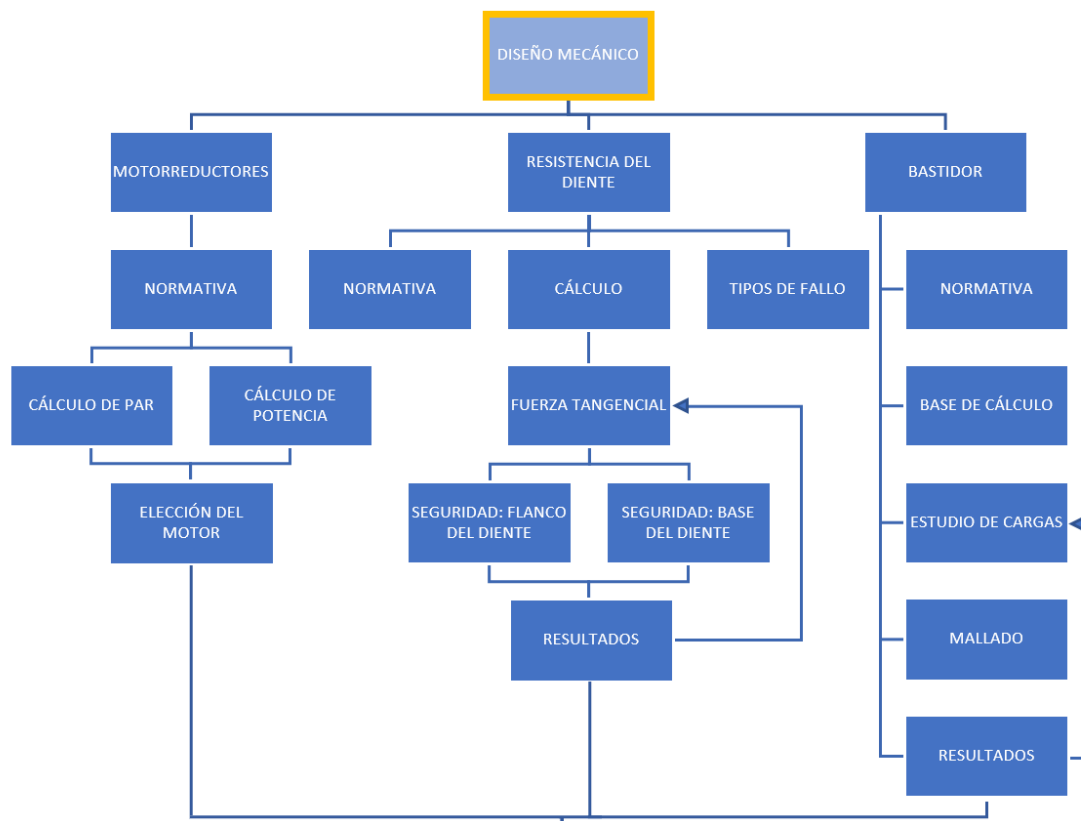 DISEÑO MECÁNICO
MOTORREDUCTORES
RESISTENCIA DEL
DIENTE
BASTIDOR
NORMATIVA
NORMATIVA
CÁLCULO
TIPOS DE FALLO
NORMATIVA
CÁLCULO DE PAR
CÁLCULO DE
POTENCIA
FUERZA TANGENCIAL
BASE DE CÁLCULO
ELECCIÓN DEL
MOTOR
SEGURIDAD: FLANCO
DEL DIENTE
SEGURIDAD: BASE
DEL DIENTE
ESTUDIO DE CARGAS
RESULTADOS
MALLADO
RESULTADOS